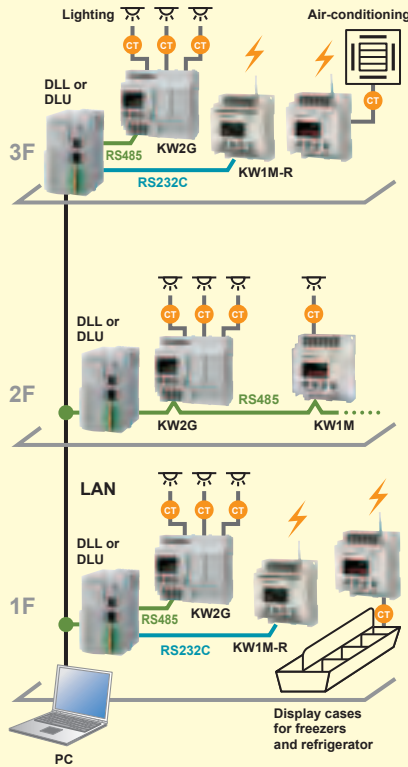 Lighting
Air-conditioning
CT
CT
CT
CT
DLL or
DLU
KW2G
3F
RS485
KW1M-R
RS232C
CT
CT
CT
CT
DLL or
DLU
2F
RS485
KW2G
KW1M
LAN
CT
CT
CT
DLL or
DLU
CT
1F
KW2G
RS485
KW1M-R
RS232C
Display cases
for freezers
and refrigerator
PC